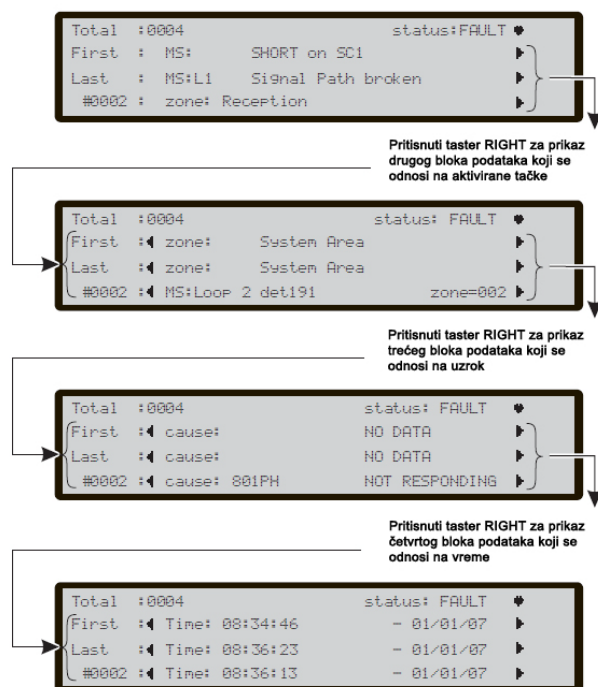 Total :0004 status:FAULT ♥
First : MS: SHORT on SC1 ▶
Last : MS:L1 Signal Path broken ▶
#0002 : zone: Reception ▶
Pritisnuti taster RIGHT za prikaz
drugog bloka podataka koji se
odnosi na aktivirane tačke
Total :0004 status: FAULT ♥
First :◀ zone: System Area ▶
Last :◀ zone: System Area ▶
#0002 :◀ MS:Loop 2 det191 zone=002 ▶
Pritisnuti taster RIGHT za prikaz
trećeg bloka podataka koji se
odnosi na uzrok
Total :0004 status: FAULT ♥
First :◀ cause: NO DATA ▶
Last :◀ cause: NO DATA ▶
#0002 :◀ cause: 801PH NOT RESPONDING ▶
Pritisnuti taster RIGHT za prikaz
četvrtog bloka podataka koji se
odnosi na vreme
Total :0004 status: FAULT ♥
First :◀ Time: 08:34:46 - 01/01/07 ▶
Last :◀ Time: 08:36:23 - 01/01/07 ▶
#0002 :◀ Time: 08:36:13 - 01/01/07 ▶